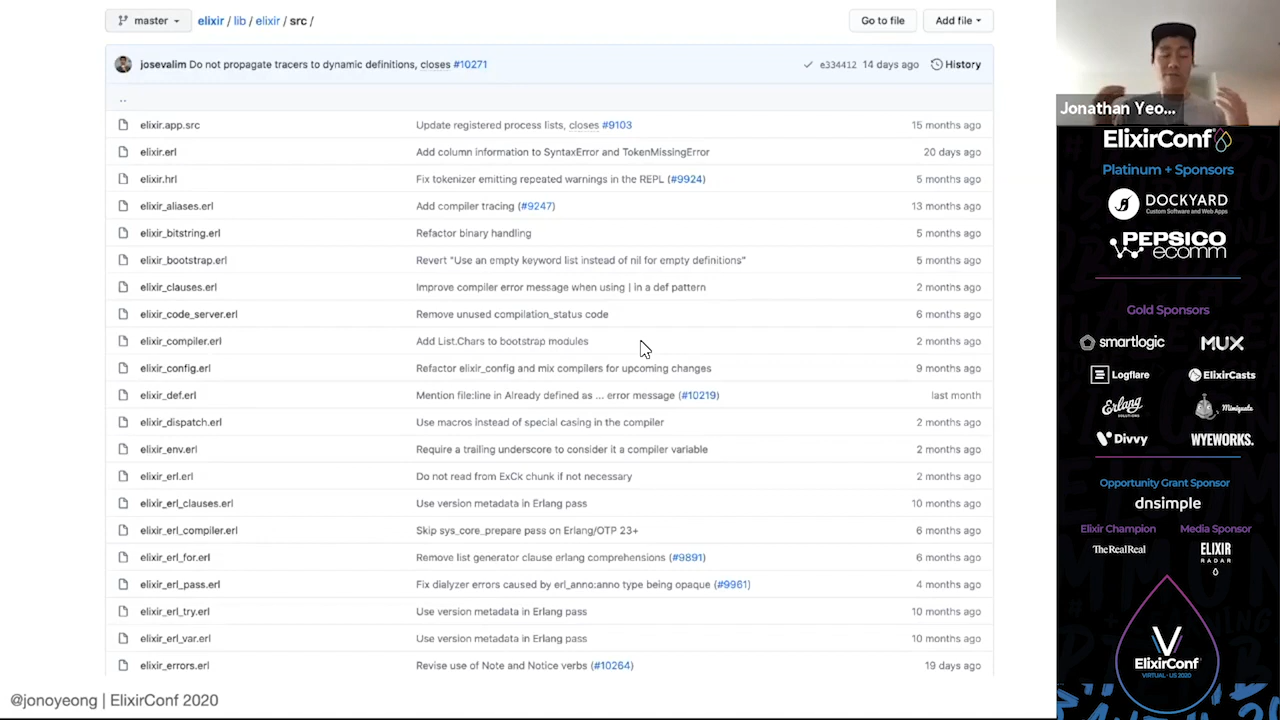 master
elixir / lib / elixir / src /
Go to file
Add file
josevalim Do not propagate tracers to dynamic definitions, closes #10271
e334412 14 days ago
History
..
elixir.app.src Update registered process lists, closes #9103 15 months ago
elixir.erl Add column information to SyntaxError and TokenMissingError 20 days ago
elixir.hrl Fix tokenizer emitting repeated warnings in the REPL (#9924) 5 months ago
elixir_aliases.erl Add compiler tracing (#9247) 13 months ago
elixir_bitstring.erl Refactor binary handling 5 months ago
elixir_bootstrap.erl Revert "Use an empty keyword list instead of nil for empty definitions" 5 months ago
elixir_clauses.erl Improve compiler error message when using | in a def pattern 2 months ago
elixir_code_server.erl Remove unused compilation_status code 6 months ago
elixir_compiler.erl Add List.Chars to bootstrap modules 2 months ago
elixir_config.erl Refactor elixir_config and mix compilers for upcoming changes 9 months ago
elixir_def.erl Mention file:line in Already defined as ... error message (#10219) last month
elixir_dispatch.erl Use macros instead of special casing in the compiler 2 months ago
elixir_env.erl Require a trailing underscore to consider it a compiler variable 2 months ago
elixir_erl.erl Do not read from ExCk chunk if not necessary 2 months ago
elixir_erl_clauses.erl Use version metadata in Erlang pass 10 months ago
elixir_erl_compiler.erl Skip sys_core_prepare pass on Erlang/OTP 23+ 6 months ago
elixir_erl_for.erl Remove list generator clause erlang comprehensions (#9891) 6 months ago
elixir_erl_pass.erl Fix dialyzer errors caused by erl_anno:anno type being opaque (#9961) 4 months ago
elixir_erl_try.erl Use version metadata in Erlang pass 10 months ago
elixir_erl_var.erl Use version metadata in Erlang pass 10 months ago
elixir_errors.erl Revise use of Note and Notice verbs (#10264) 19 days ago
@jonoyeong | ElixirConf 2020
Jonathan Yeo...
ElixirConf
Platinum + Sponsors
DOCKYARD
Custom Software and Web Apps
PEPSICO
ecomm
Gold Sponsors
smartlogic
MUX
Logflare
ElixirCasts
Erlang
SOLUTIONS
Miniquate
Divvy
WYEWORKS.
Opportunity Grant Sponsor
dnsimple
Elixir Champion
Media Sponsor
The RealReal
ELIXIR
RADAR
V
ElixirConf
VIRTUAL · US 2020